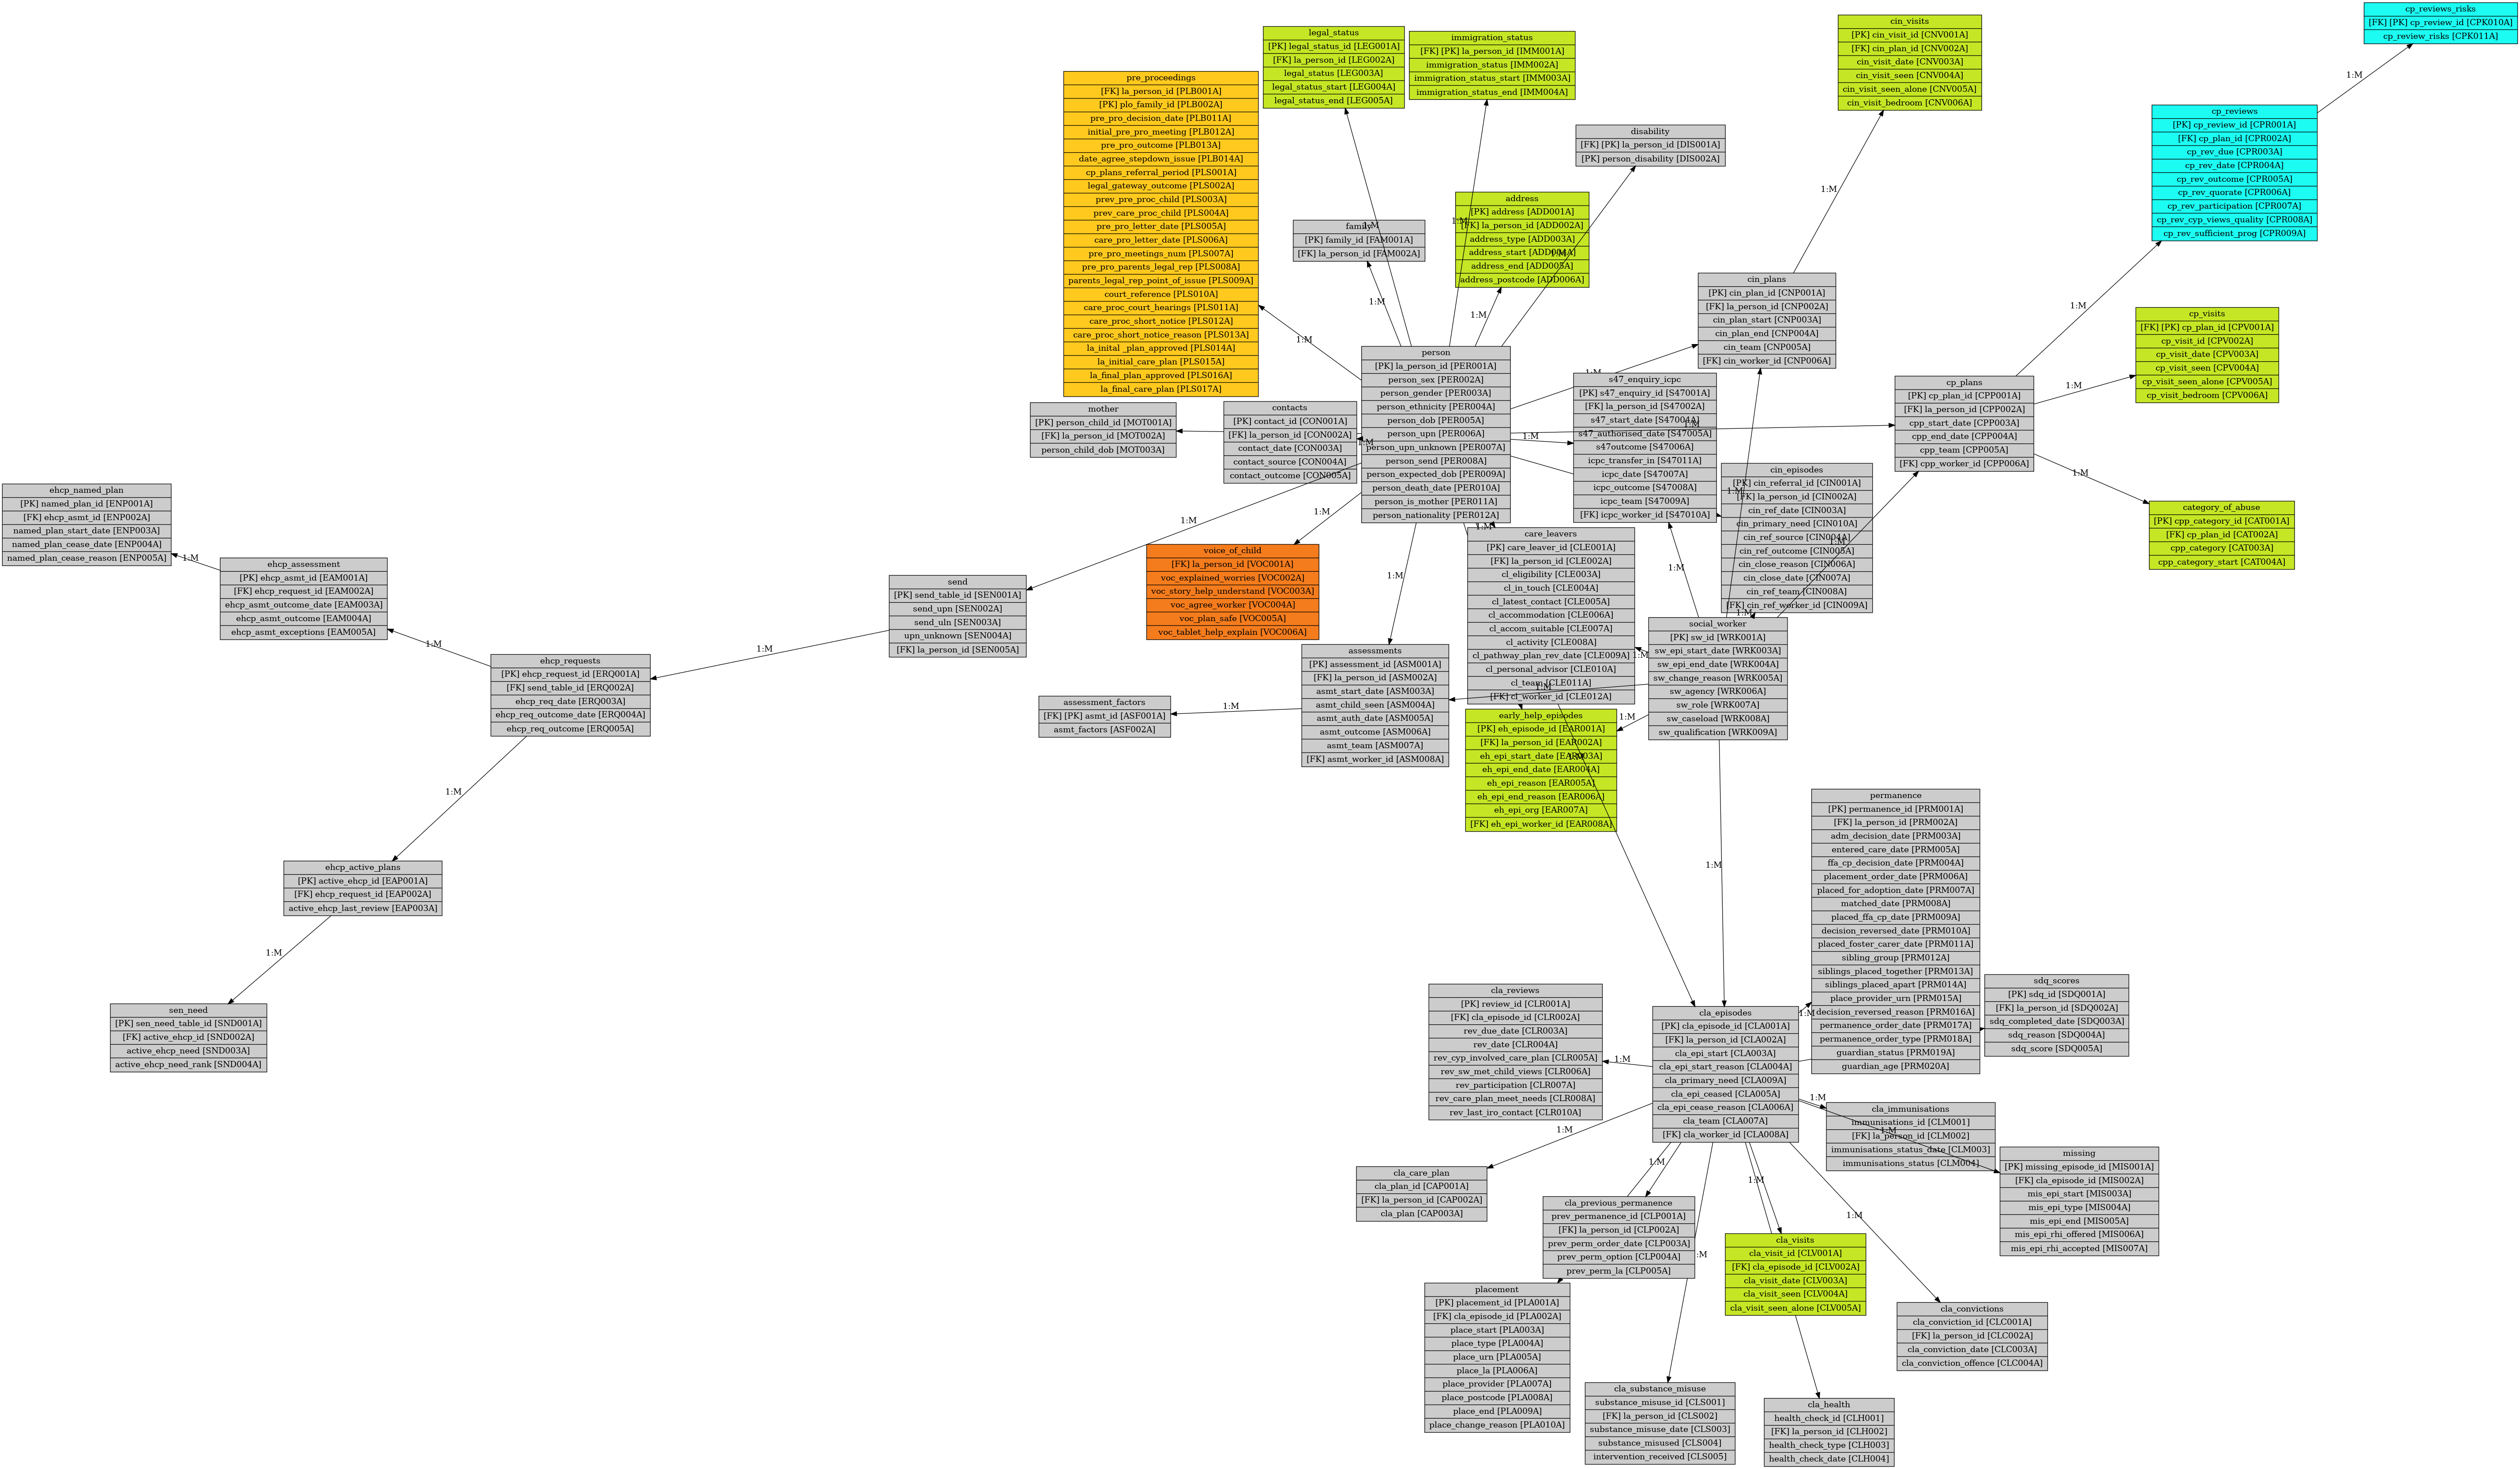 cp_reviews_risks
[FK] [PK] cp_review_id [CPK010A]
cp_review_risks [CPK011A]
cin_visits
[PK] cin_visit_id [CNV001A]
[FK] cin_plan_id [CNV002A]
cin_visit_date [CNV003A]
cin_visit_seen [CNV004A]
cin_visit_seen_alone [CNV005A]
cin_visit_bedroom [CNV006A]
legal_status
[PK] legal_status_id [LEG001A]
[FK] la_person_id [LEG002A]
legal_status [LEG003A]
legal_status_start [LEG004A]
legal_status_end [LEG005A]
immigration_status
[FK] [PK] la_person_id [IMM001A]
immigration_status [IMM002A]
immigration_status_start [IMM003A]
immigration_status_end [IMM004A]
1:M
pre_proceedings
[FK] la_person_id [PLB001A]
[PK] plo_family_id [PLB002A]
pre_pro_decision_date [PLB011A]
initial_pre_pro_meeting [PLB012A]
pre_pro_outcome [PLB013A]
date_agree_stepdown_issue [PLB014A]
cp_plans_referral_period [PLS001A]
legal_gateway_outcome [PLS002A]
prev_pre_proc_child [PLS003A]
prev_care_proc_child [PLS004A]
pre_pro_letter_date [PLS005A]
care_pro_letter_date [PLS006A]
pre_pro_meetings_num [PLS007A]
pre_pro_parents_legal_rep [PLS008A]
parents_legal_rep_point_of_issue [PLS009A]
court_reference [PLS010A]
care_proc_court_hearings [PLS011A]
care_proc_short_notice [PLS012A]
care_proc_short_notice_reason [PLS013A]
la_inital _plan_approved [PLS014A]
la_initial_care_plan [PLS015A]
la_final_plan_approved [PLS016A]
la_final_care_plan [PLS017A]
cp_reviews
[PK] cp_review_id [CPR001A]
[FK] cp_plan_id [CPR002A]
cp_rev_due [CPR003A]
cp_rev_date [CPR004A]
cp_rev_outcome [CPR005A]
cp_rev_quorate [CPR006A]
cp_rev_participation [CPR007A]
cp_rev_cyp_views_quality [CPR008A]
cp_rev_sufficient_prog [CPR009A]
disability
[FK] [PK] la_person_id [DIS001A]
[PK] person_disability [DIS002A]
1:M
address
[PK] address [ADD001A]
[FK] la_person_id [ADD002A]
address_type [ADD003A]
address_start [ADD004A]
address_end [ADD005A]
address_postcode [ADD006A]
1:M
1:M
1:M
family
[PK] family_id [FAM001A]
[FK] la_person_id [FAM002A]
cin_plans
[PK] cin_plan_id [CNP001A]
[FK] la_person_id [CNP002A]
cin_plan_start [CNP003A]
cin_plan_end [CNP004A]
cin_team [CNP005A]
[FK] cin_worker_id [CNP006A]
1:M
1:M
1:M
1:M
cp_visits
[FK] [PK] cp_plan_id [CPV001A]
cp_visit_id [CPV002A]
cp_visit_date [CPV003A]
cp_visit_seen [CPV004A]
cp_visit_seen_alone [CPV005A]
cp_visit_bedroom [CPV006A]
person
[PK] la_person_id [PER001A]
person_sex [PER002A]
person_gender [PER003A]
person_ethnicity [PER004A]
person_dob [PER005A]
person_upn [PER006A]
person_upn_unknown [PER007A]
person_send [PER008A]
person_expected_dob [PER009A]
person_death_date [PER010A]
person_is_mother [PER011A]
person_nationality [PER012A]
1:M
s47_enquiry_icpc
[PK] s47_enquiry_id [S47001A]
[FK] la_person_id [S47002A]
s47_start_date [S47004A]
s47_authorised_date [S47005A]
s47outcome [S47006A]
icpc_transfer_in [S47011A]
icpc_date [S47007A]
icpc_outcome [S47008A]
icpc_team [S47009A]
[FK] icpc_worker_id [S47010A]
cp_plans
[PK] cp_plan_id [CPP001A]
[FK] la_person_id [CPP002A]
cpp_start_date [CPP003A]
cpp_end_date [CPP004A]
cpp_team [CPP005A]
[FK] cpp_worker_id [CPP006A]
1:M
mother
[PK] person_child_id [MOT001A]
[FK] la_person_id [MOT002A]
person_child_dob [MOT003A]
contacts
[PK] contact_id [CON001A]
[FK] la_person_id [CON002A]
contact_date [CON003A]
contact_source [CON004A]
contact_outcome [CON005A]
1:M
1:M
1:M
1:M
cin_episodes
[PK] cin_referral_id [CIN001A]
[FK] la_person_id [CIN002A]
cin_ref_date [CIN003A]
cin_primary_need [CIN010A]
cin_ref_source [CIN004A]
cin_ref_outcome [CIN005A]
cin_close_reason [CIN006A]
cin_close_date [CIN007A]
cin_ref_team [CIN008A]
[FK] cin_ref_worker_id [CIN009A]
1:M
1:M
category_of_abuse
[PK] cpp_category_id [CAT001A]
[FK] cp_plan_id [CAT002A]
cpp_category [CAT003A]
cpp_category_start [CAT004A]
ehcp_named_plan
[PK] named_plan_id [ENP001A]
[FK] ehcp_asmt_id [ENP002A]
named_plan_start_date [ENP003A]
named_plan_cease_date [ENP004A]
named_plan_cease_reason [ENP005A]
1:M
ehcp_assessment
[PK] ehcp_asmt_id [EAM001A]
[FK] ehcp_request_id [EAM002A]
ehcp_asmt_outcome_date [EAM003A]
ehcp_asmt_outcome [EAM004A]
ehcp_asmt_exceptions [EAM005A]
1:M
1:M
1:M
1:M
voice_of_child
[FK] la_person_id [VOC001A]
voc_explained_worries [VOC002A]
voc_story_help_understand [VOC003A]
voc_agree_worker [VOC004A]
voc_plan_safe [VOC005A]
voc_tablet_help_explain [VOC006A]
1:M
care_leavers
[PK] care_leaver_id [CLE001A]
[FK] la_person_id [CLE002A]
cl_eligibility [CLE003A]
cl_in_touch [CLE004A]
cl_latest_contact [CLE005A]
cl_accommodation [CLE006A]
cl_accom_suitable [CLE007A]
cl_activity [CLE008A]
cl_pathway_plan_rev_date [CLE009A]
cl_personal_advisor [CLE010A]
cl_team [CLE011A]
[FK] cl_worker_id [CLE012A]
1:M
1:M
send
[PK] send_table_id [SEN001A]
send_upn [SEN002A]
send_uln [SEN003A]
upn_unknown [SEN004A]
[FK] la_person_id [SEN005A]
1:M
social_worker
[PK] sw_id [WRK001A]
sw_epi_start_date [WRK003A]
sw_epi_end_date [WRK004A]
sw_change_reason [WRK005A]
sw_agency [WRK006A]
sw_role [WRK007A]
sw_caseload [WRK008A]
sw_qualification [WRK009A]
1:M
1:M
ehcp_requests
[PK] ehcp_request_id [ERQ001A]
[FK] send_table_id [ERQ002A]
ehcp_req_date [ERQ003A]
ehcp_req_outcome_date [ERQ004A]
ehcp_req_outcome [ERQ005A]
assessments
[PK] assessment_id [ASM001A]
[FK] la_person_id [ASM002A]
asmt_start_date [ASM003A]
asmt_child_seen [ASM004A]
asmt_auth_date [ASM005A]
asmt_outcome [ASM006A]
asmt_team [ASM007A]
[FK] asmt_worker_id [ASM008A]
1:M
1:M
assessment_factors
[FK] [PK] asmt_id [ASF001A]
asmt_factors [ASF002A]
1:M
early_help_episodes
[PK] eh_episode_id [EAR001A]
[FK] la_person_id [EAR002A]
eh_epi_start_date [EAR003A]
eh_epi_end_date [EAR004A]
eh_epi_reason [EAR005A]
eh_epi_end_reason [EAR006A]
eh_epi_org [EAR007A]
[FK] eh_epi_worker_id [EAR008A]
1:M
1:M
1:M
1:M
permanence
[PK] permanence_id [PRM001A]
[FK] la_person_id [PRM002A]
adm_decision_date [PRM003A]
entered_care_date [PRM005A]
ffa_cp_decision_date [PRM004A]
placement_order_date [PRM006A]
placed_for_adoption_date [PRM007A]
matched_date [PRM008A]
placed_ffa_cp_date [PRM009A]
decision_reversed_date [PRM010A]
placed_foster_carer_date [PRM011A]
sibling_group [PRM012A]
siblings_placed_together [PRM013A]
siblings_placed_apart [PRM014A]
place_provider_urn [PRM015A]
decision_reversed_reason [PRM016A]
permanence_order_date [PRM017A]
permanence_order_type [PRM018A]
guardian_status [PRM019A]
guardian_age [PRM020A]
ehcp_active_plans
[PK] active_ehcp_id [EAP001A]
[FK] ehcp_request_id [EAP002A]
active_ehcp_last_review [EAP003A]
1:M
sen_need
[PK] sen_need_table_id [SND001A]
[FK] active_ehcp_id [SND002A]
active_ehcp_need [SND003A]
active_ehcp_need_rank [SND004A]
sdq_scores
[PK] sdq_id [SDQ001A]
[FK] la_person_id [SDQ002A]
sdq_completed_date [SDQ003A]
sdq_reason [SDQ004A]
sdq_score [SDQ005A]
cla_reviews
[PK] review_id [CLR001A]
[FK] cla_episode_id [CLR002A]
rev_due_date [CLR003A]
rev_date [CLR004A]
rev_cyp_involved_care_plan [CLR005A]
rev_sw_met_child_views [CLR006A]
rev_participation [CLR007A]
rev_care_plan_meet_needs [CLR008A]
rev_last_iro_contact [CLR010A]
1:M
cla_episodes
[PK] cla_episode_id [CLA001A]
[FK] la_person_id [CLA002A]
cla_epi_start [CLA003A]
cla_epi_start_reason [CLA004A]
cla_primary_need [CLA009A]
cla_epi_ceased [CLA005A]
cla_epi_cease_reason [CLA006A]
cla_team [CLA007A]
[FK] cla_worker_id [CLA008A]
1:M
1:M
cla_immunisations
immunisations_id [CLM001]
[FK] la_person_id [CLM002]
immunisations_status_date [CLM003]
immunisations_status [CLM004]
1:M
1:M
missing
[PK] missing_episode_id [MIS001A]
[FK] cla_episode_id [MIS002A]
mis_epi_start [MIS003A]
mis_epi_type [MIS004A]
mis_epi_end [MIS005A]
mis_epi_rhi_offered [MIS006A]
mis_epi_rhi_accepted [MIS007A]
cla_care_plan
cla_plan_id [CAP001A]
[FK] la_person_id [CAP002A]
cla_plan [CAP003A]
1:M
1:M
1:M
cla_previous_permanence
prev_permanence_id [CLP001A]
[FK] la_person_id [CLP002A]
prev_perm_order_date [CLP003A]
prev_perm_option [CLP004A]
prev_perm_la [CLP005A]
:M
cla_visits
cla_visit_id [CLV001A]
[FK] cla_episode_id [CLV002A]
cla_visit_date [CLV003A]
cla_visit_seen [CLV004A]
cla_visit_seen_alone [CLV005A]
placement
[PK] placement_id [PLA001A]
[FK] cla_episode_id [PLA002A]
place_start [PLA003A]
place_type [PLA004A]
place_urn [PLA005A]
place_la [PLA006A]
place_provider [PLA007A]
place_postcode [PLA008A]
place_end [PLA009A]
place_change_reason [PLA010A]
cla_convictions
cla_conviction_id [CLC001A]
[FK] la_person_id [CLC002A]
cla_conviction_date [CLC003A]
cla_conviction_offence [CLC004A]
cla_substance_misuse
substance_misuse_id [CLS001]
[FK] la_person_id [CLS002]
substance_misuse_date [CLS003]
substance_misused [CLS004]
intervention_received [CLS005]
cla_health
health_check_id [CLH001]
[FK] la_person_id [CLH002]
health_check_type [CLH003]
health_check_date [CLH004]